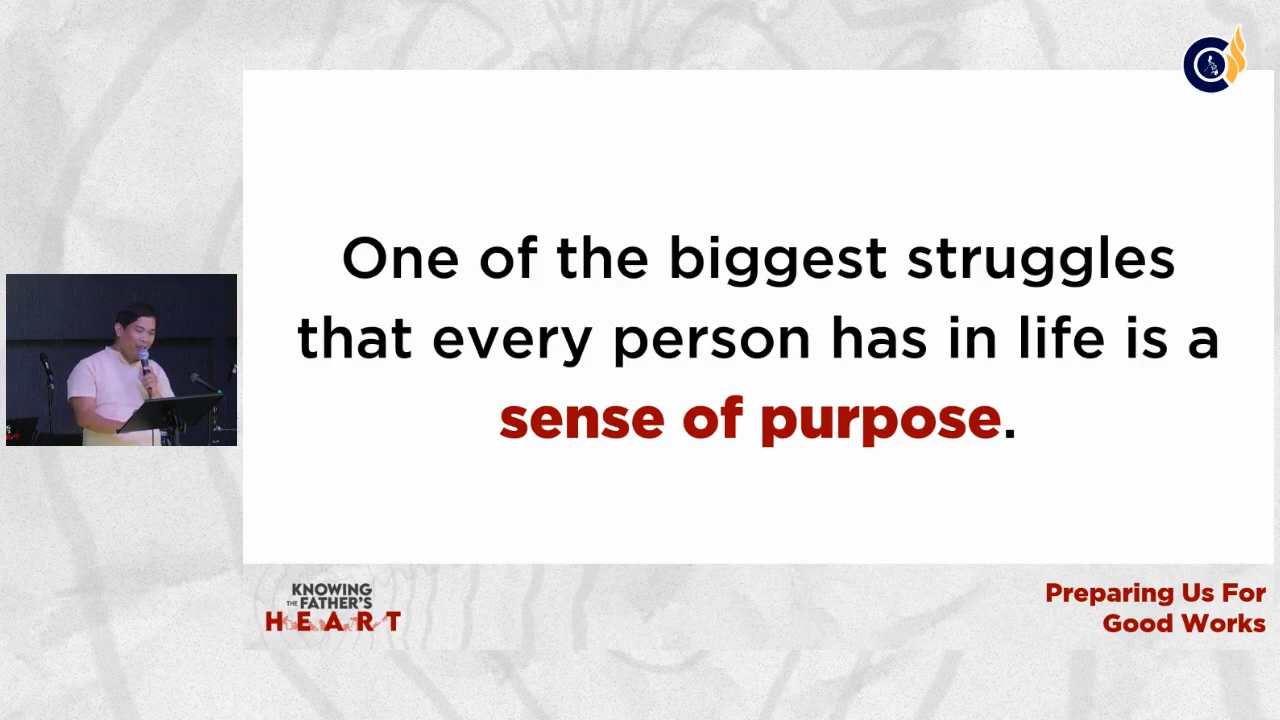 One of the biggest struggles
that every person has in life is a
sense of purpose.
KNOWING
THE FATHER'S
HEART
Preparing Us For
Good Works